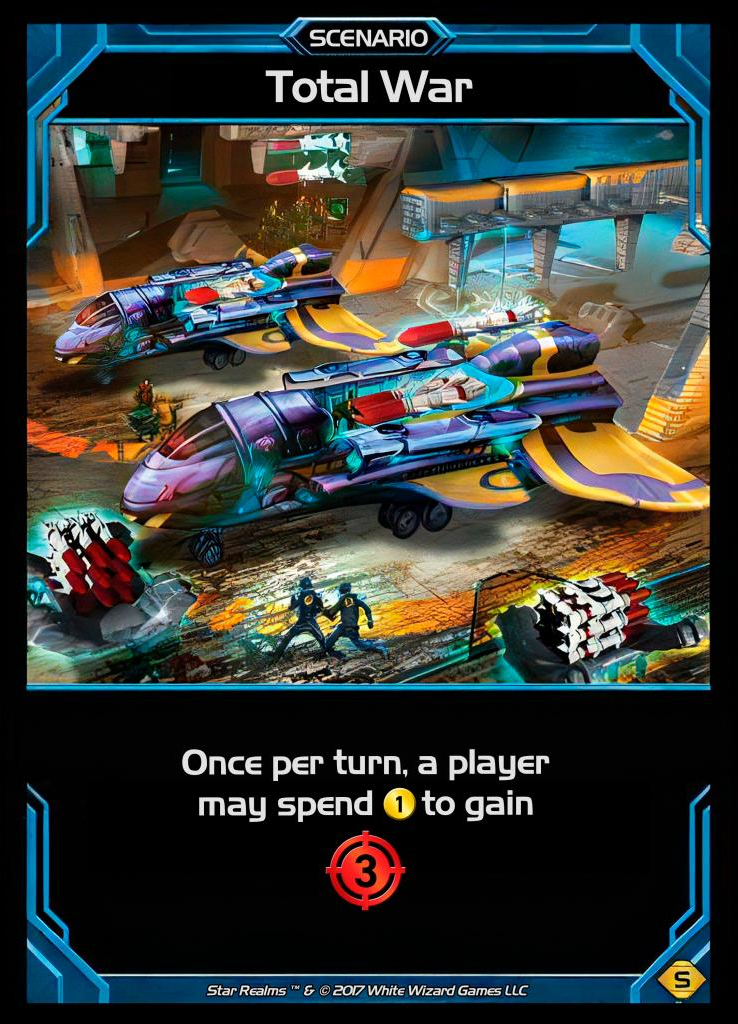 SCENARIO
Total War
Once per turn, a player
may spend 1 to gain
3
Star Realms ™ & © 2017 White Wizard Games LLC
S